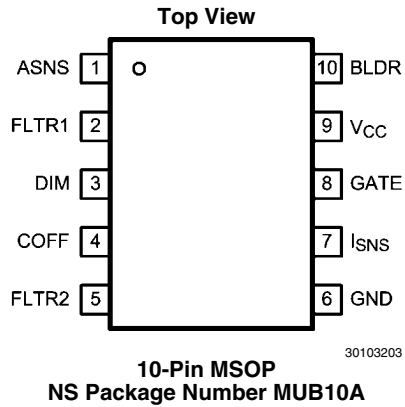 Top View
ASNS 1 10 BLDR
FLTR1 2 9 VCC
DIM 3 8 GATE
COFF 4 7 ISNS
FLTR2 5 6 GND
30103203
10-Pin MSOP
NS Package Number MUB10A